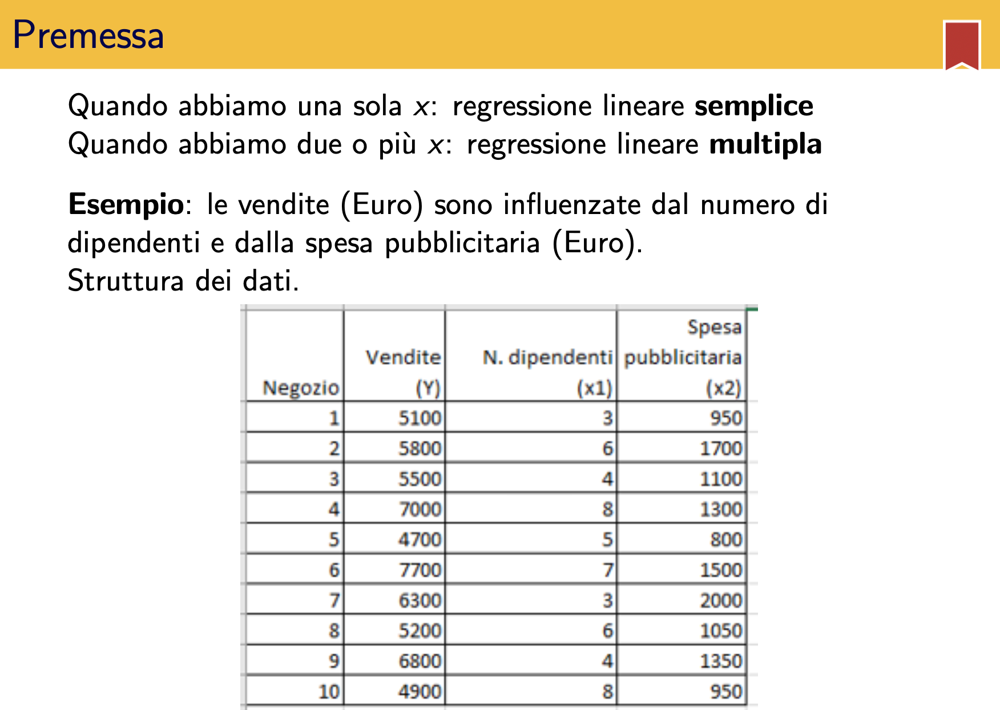 Premessa
Quando abbiamo una sola x: regressione lineare semplice
Quando abbiamo due o più x: regressione lineare multipla
Esempio: le vendite (Euro) sono influenzate dal numero di
dipendenti e dalla spesa pubblicitaria (Euro).
Struttura dei dati.
Negozio Vendite (Y) N. dipendenti (x1) Spesa pubblicitaria (x2)
1 5100 3 950
2 5800 6 1700
3 5500 4 1100
4 7000 8 1300
5 4700 5 800
6 7700 7 1500
7 6300 3 2000
8 5200 6 1050
9 6800 4 1350
10 4900 8 950